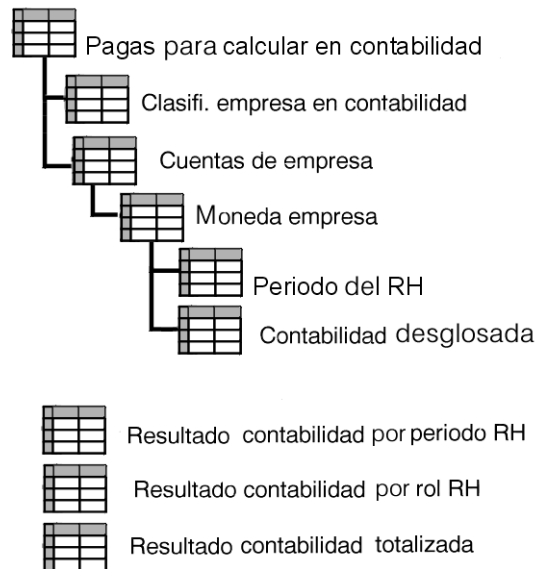 Pagas para calcular en contabilidad
Clasifi. empresa en contabilidad
Cuentas de empresa
Moneda empresa
Periodo del RH
Contabilidad desglosada
Resultado contabilidad por periodo RH
Resultado contabilidad por rol RH
Resultado contabilidad totalizada